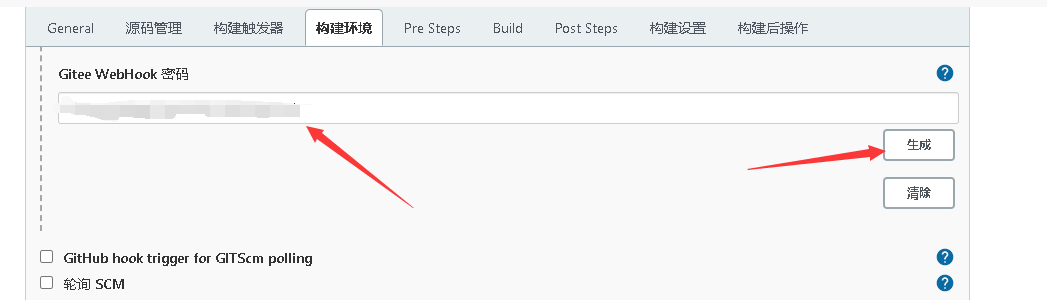 General 源码管理 构建触发器 构建环境 Pre Steps Build Post Steps 构建设置 构建后操作
Gitee WebHook 密码
生成
清除
GitHub hook trigger for GITScm polling
轮询 SCM